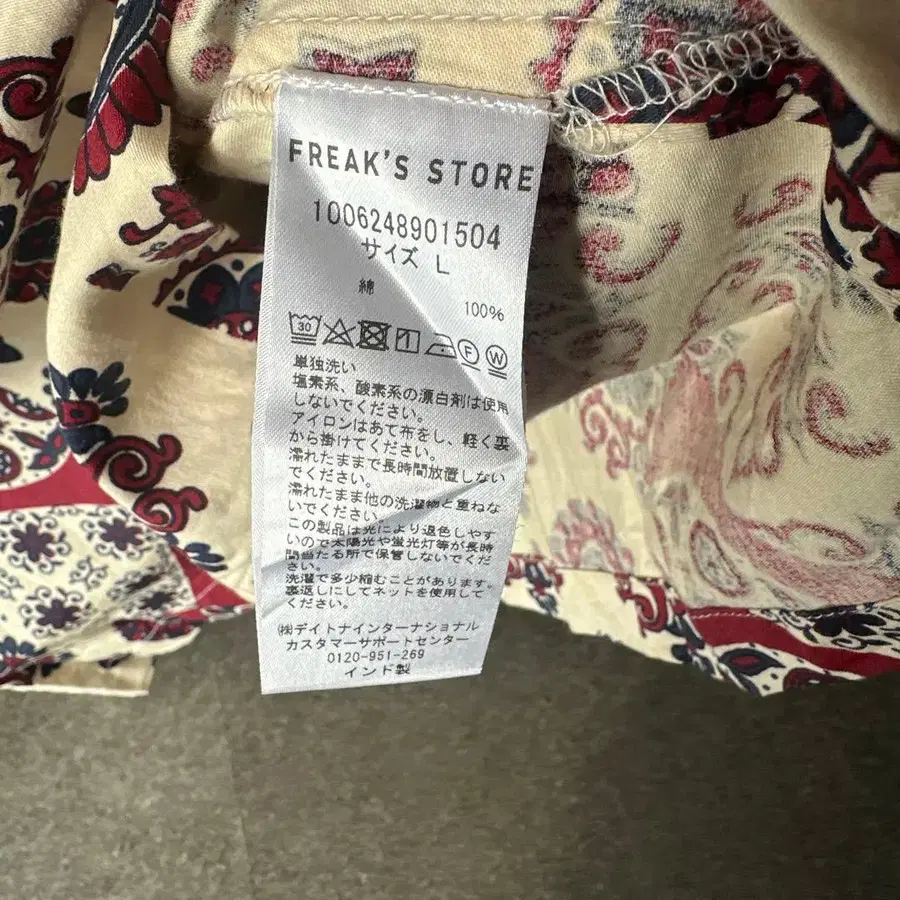 FREAK'S STORE
1006248901504
サイズ L
綿 100%
30 1 F W
単独洗い
塩素系、酸素系の漂白剤は使用
しないでください。
アイロンはあて布をし、軽く裏
から掛けてください。
濡れたままで長時間放置しない
でください。
濡れたまま他の洗濯物と重ねな
いでください。
この製品は光により退色しやす
いので太陽光や蛍光灯等が長時
間当たる所で保管しないでくだ
さい。
洗濯で多少縮むことがあります。
裏返しにしてネットを使用して
ください。
㈱デイトナインターナショナル
カスタマーサポートセンター
0120-951-269
インド製